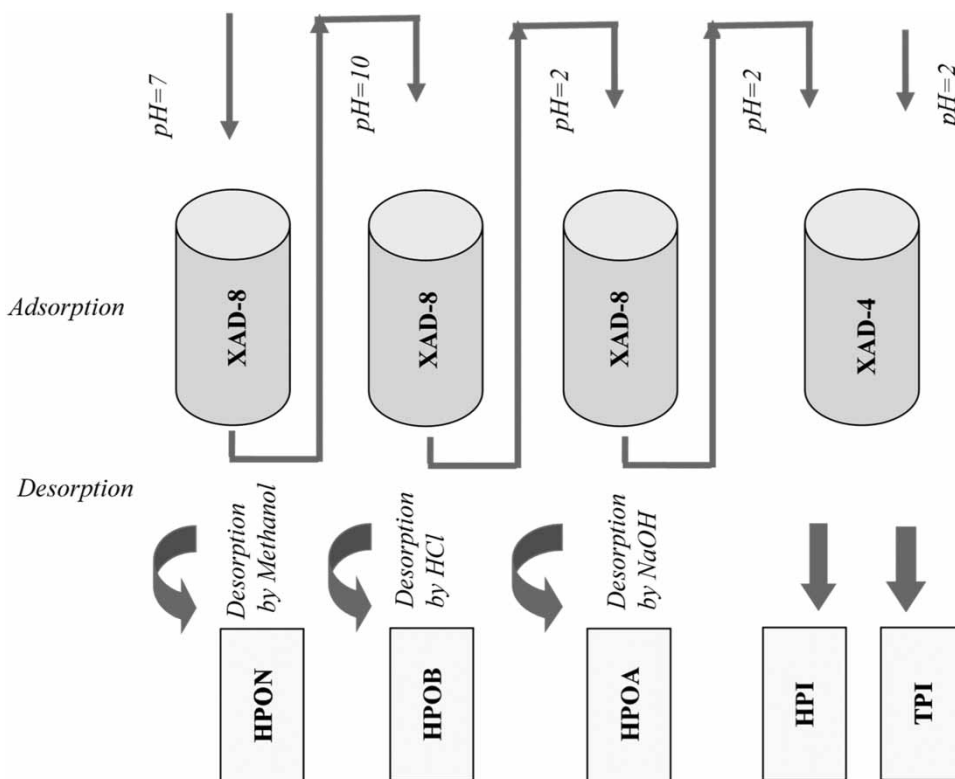 pH=7
pH=10
pH=2
pH=2
pH=2
Adsorption
XAD-8
XAD-8
XAD-8
XAD-4
Desorption
Desorption
by Methanol
Desorption
by HCl
Desorption
by NaOH
HPON
HPOB
HPOA
HPI
TPI